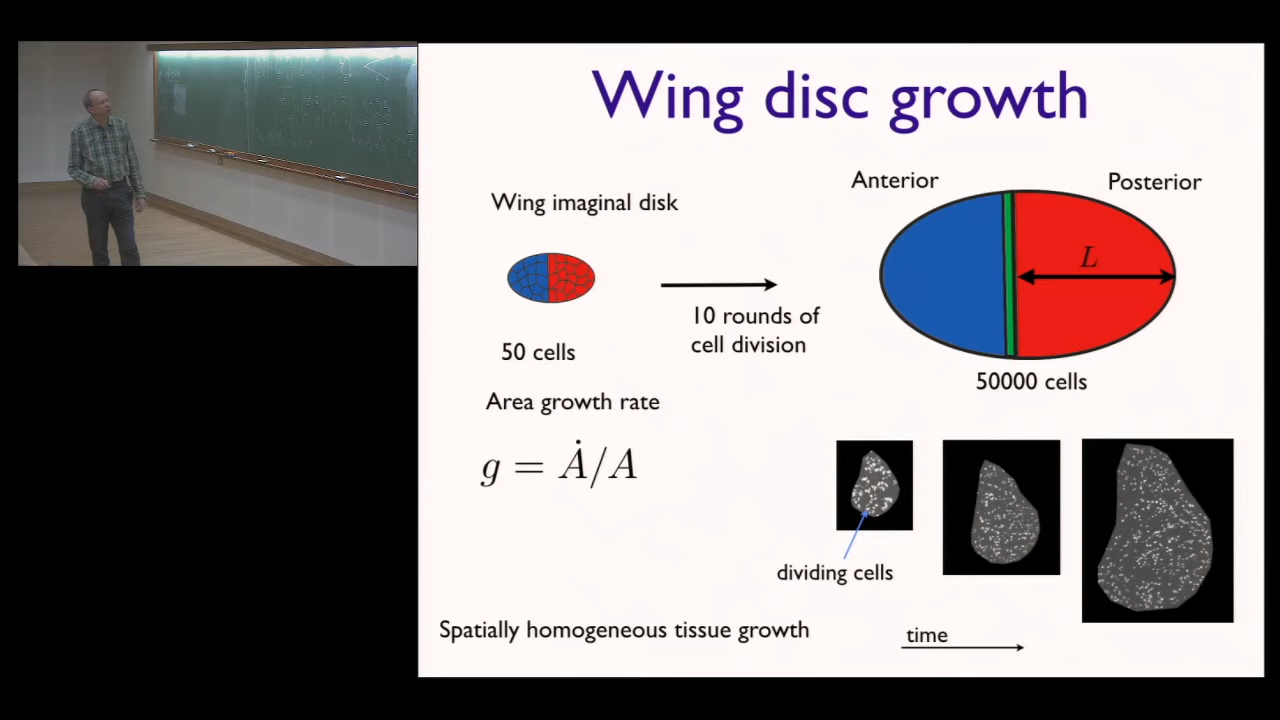 Wing disc growth
Anterior
Posterior
Wing imaginal disk
L
10 rounds of
cell division
50 cells
50000 cells
Area growth rate
g = Ȧ/A
dividing cells
Spatially homogeneous tissue growth
time